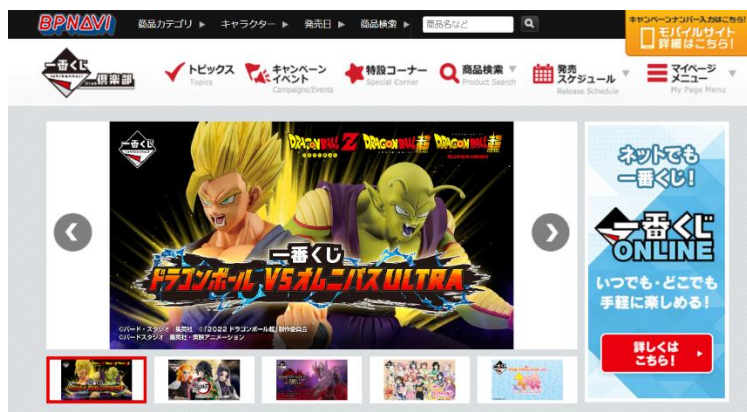 BPNAVI
商品カテゴリ ▶ キャラクター ▶ 発売日 ▶ 商品検索 ▶ 商品名など
キャンペーンナンバー入力はこちら!
モバイルサイト
詳細はこちら!
一番くじ
倶楽部
トピックス
Topics
キャンペーン
イベント
Campaigns/Events
特設コーナー
Special Corner
商品検索
Product Search
発売
スケジュール
Release Schedule
マイページ
メニュー
My Page Menu
一番くじ
DRAGON BALL Z DRAGON BALL 超 DRAGON BALL 超
SUPER HERO
一番くじ
ドラゴンボール VSオムニバスULTRA
©バード・スタジオ/集英社 ©「2022 ドラゴンボール超」製作委員会
©バードスタジオ/集英社・東映アニメーション
ネットでも
一番くじ!
一番くじ
ONLINE
いつでも・どこでも
手軽に楽しめる!
詳しくは
こちら!